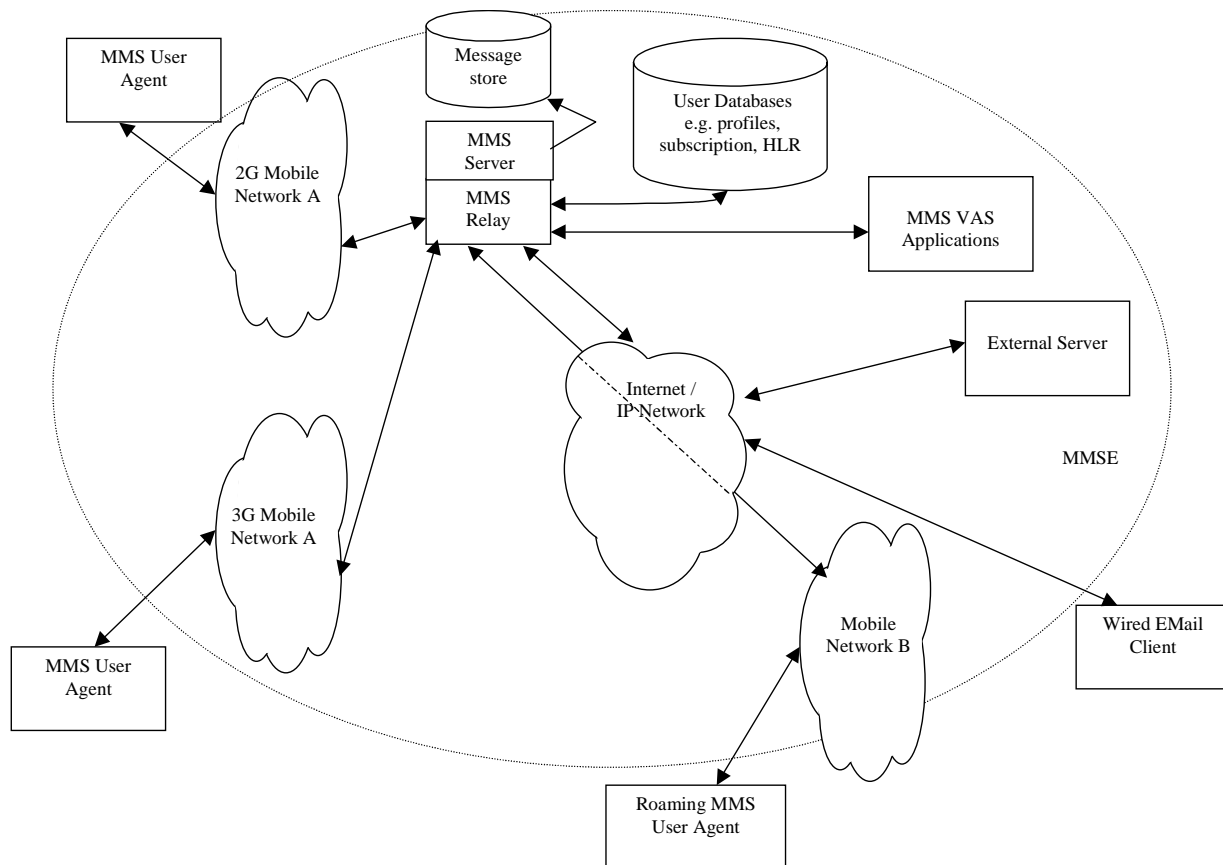 MMS User
Agent
Message
store
User Databases
e.g. profiles,
subscription, HLR
MMS
Server
2G Mobile
Network A
MMS
Relay
MMS VAS
Applications
External Server
Internet /
IP Network
MMSE
3G Mobile
Network A
Mobile
Network B
Wired EMail
Client
MMS User
Agent
Roaming MMS
User Agent